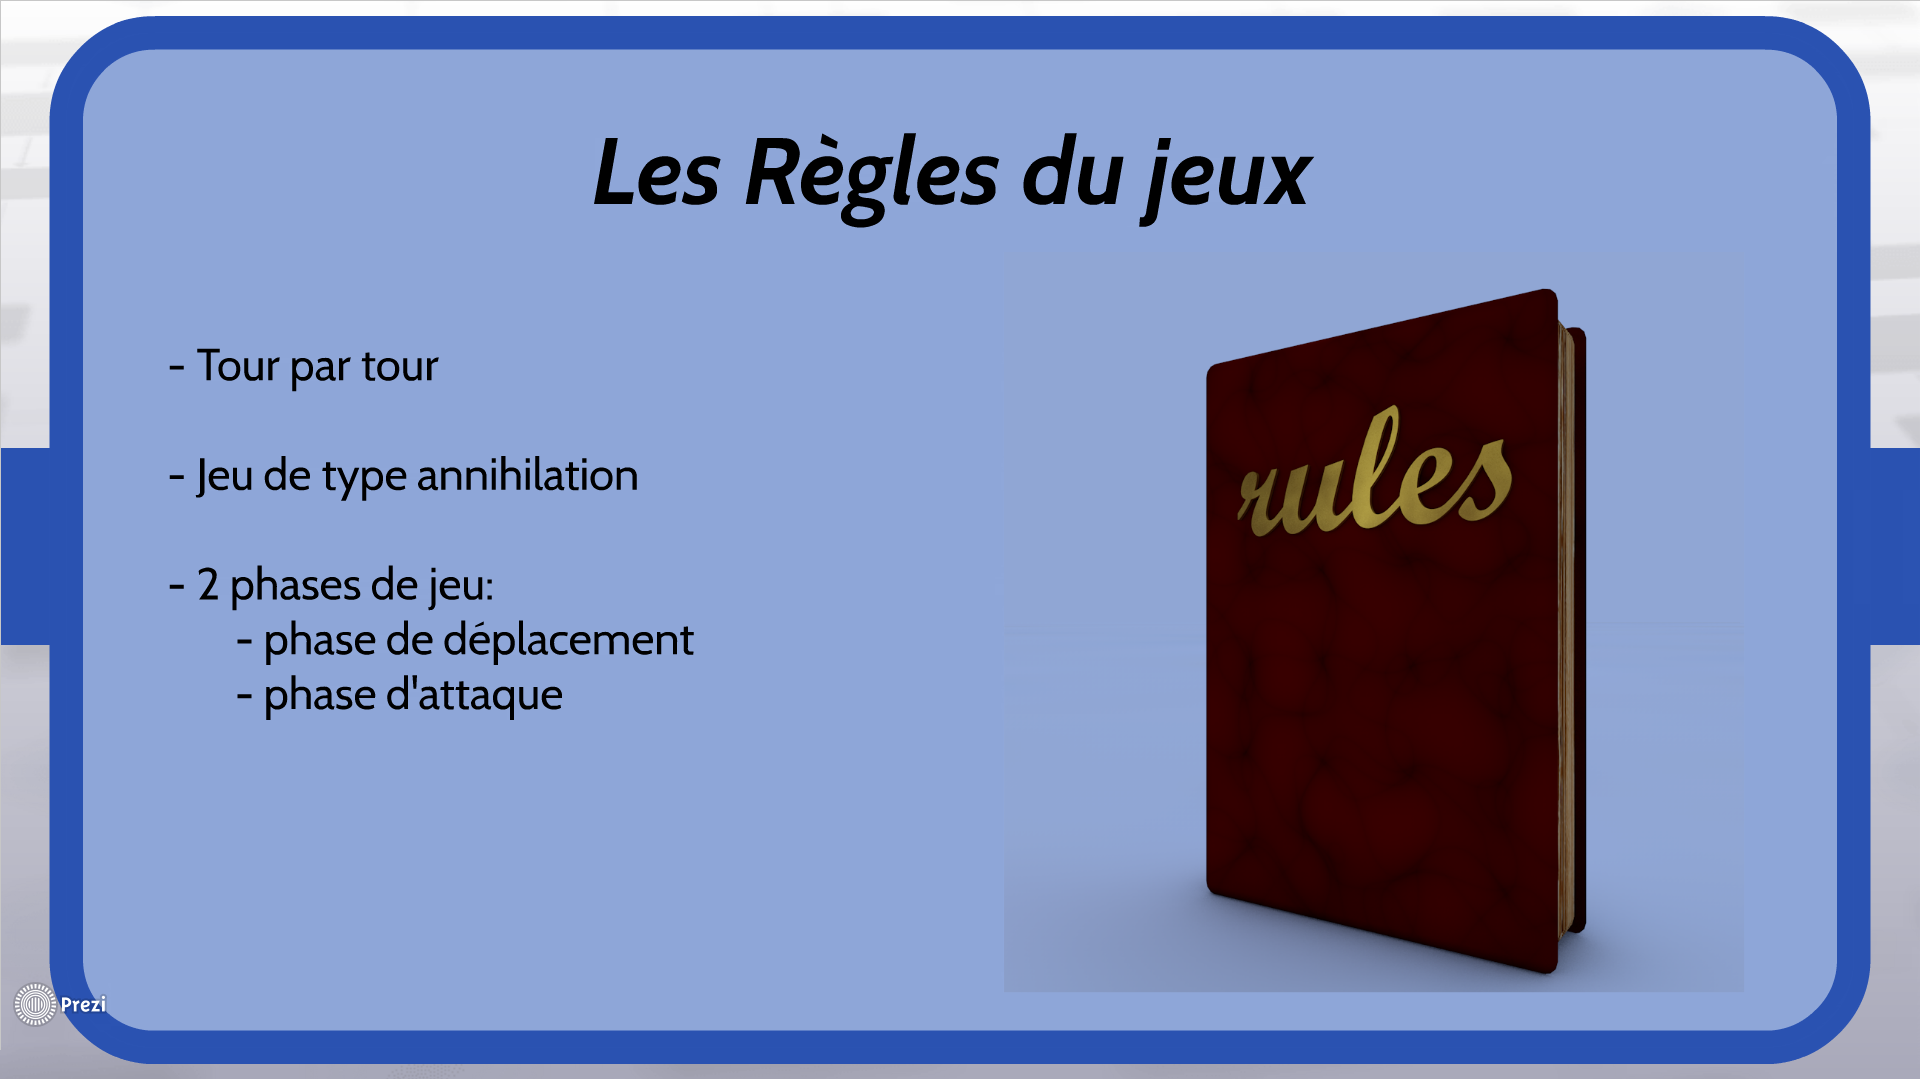 Les Règles du jeux
- Tour par tour
- Jeu de type annihilation
- 2 phases de jeu:
- phase de déplacement
- phase d'attaque
rules
Prezi